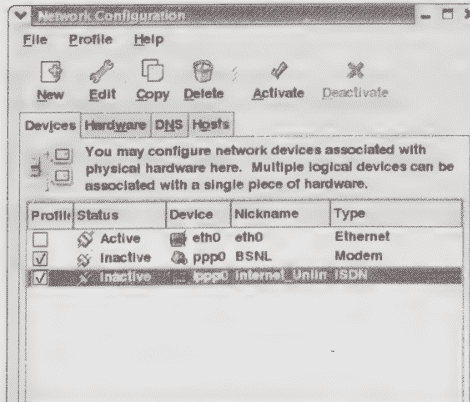 Network Configuration
File Profile Help
New Edit Copy Delete Activate Deactivate
Devices Hardware DNS Hosts
You may configure network devices associated with
physical hardware here. Multiple logical devices can be
associated with a single piece of hardware.
Profile Status Device Nickname Type
Active eth0 eth0 Ethernet
Inactive ppp0 BSNL Modem
Inactive ippp0 Internet_Unlim ISDN